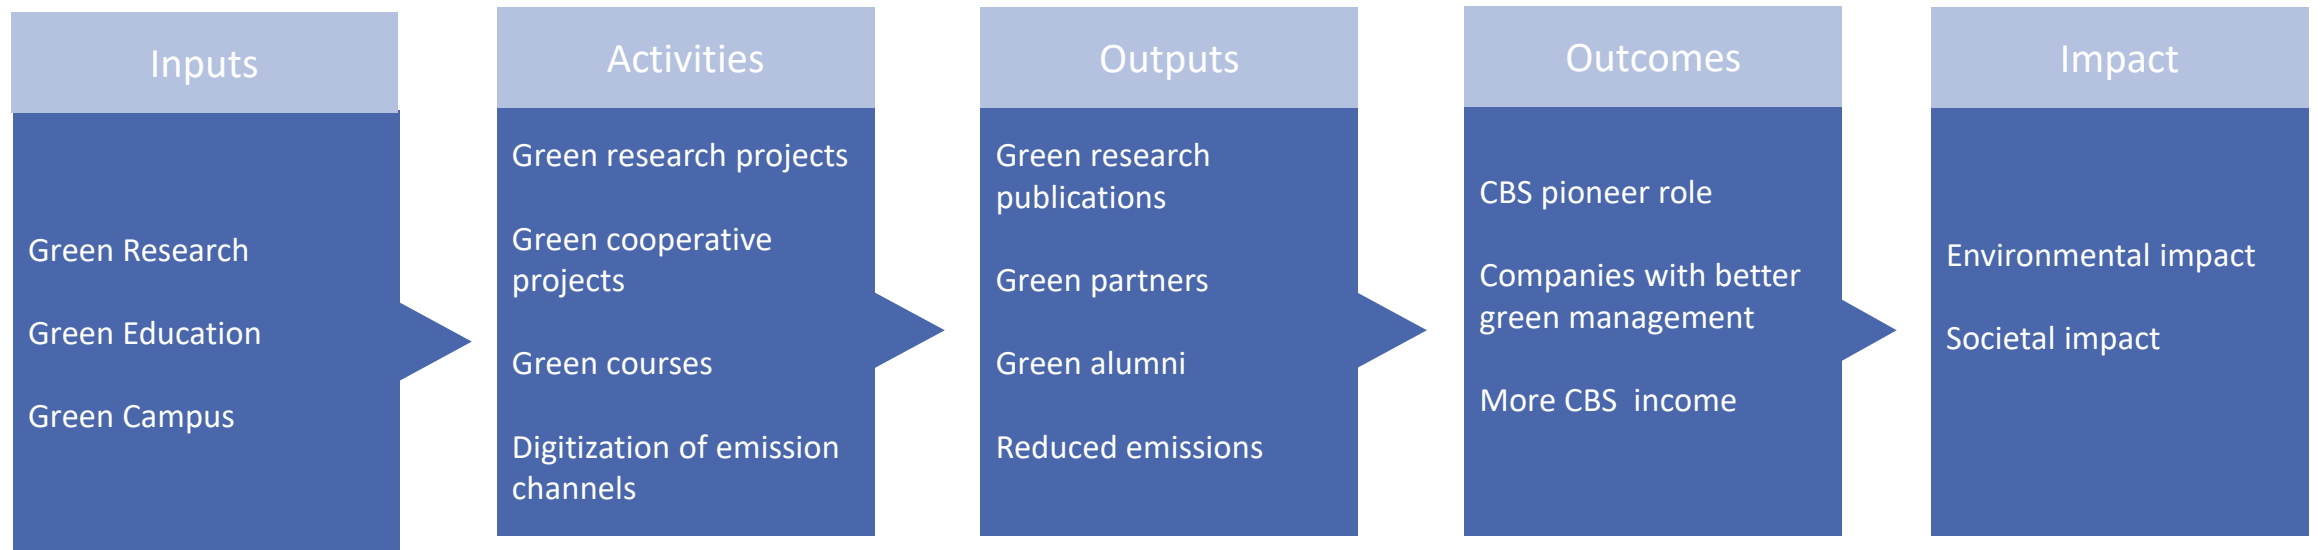 Inputs
Green Research
Green Education
Green Campus
Activities
Green research projects
Green cooperative
projects
Green courses
Digitization of emission
channels
Outputs
Green research
publications
Green partners
Green alumni
Reduced emissions
Outcomes
CBS pioneer role
Companies with better
green management
More CBS  income
Impact
Environmental impact
Societal impact